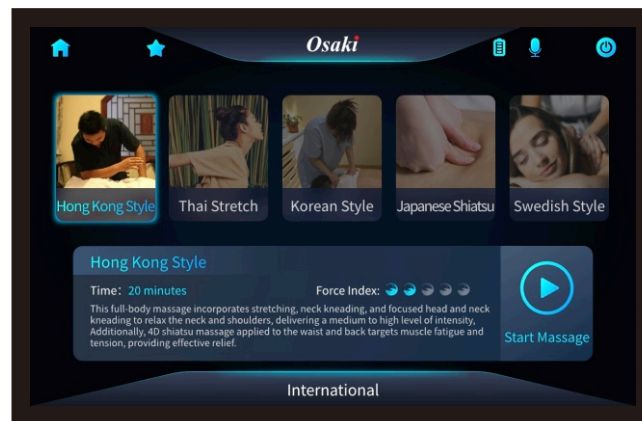 Osaki
Hong Kong Style
Thai Stretch
Korean Style
Japanese Shiatsu
Swedish Style
Hong Kong Style
Time: 20 minutes
Force Index:
This full-body massage incorporates stretching, neck kneading, and focused head and neck
kneading to relax the neck and shoulders, delivering a medium to high level of intensity,
Additionally, 4D shiatsu massage applied to the waist and back targets muscle fatigue and
tension, providing effective relief.
Start Massage
International